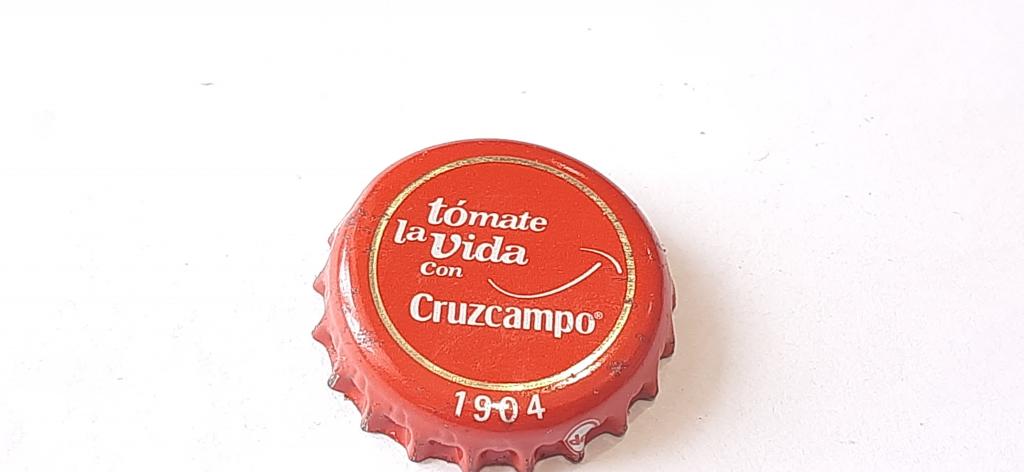 tómate
la vida
con
Cruzcampo®
1904